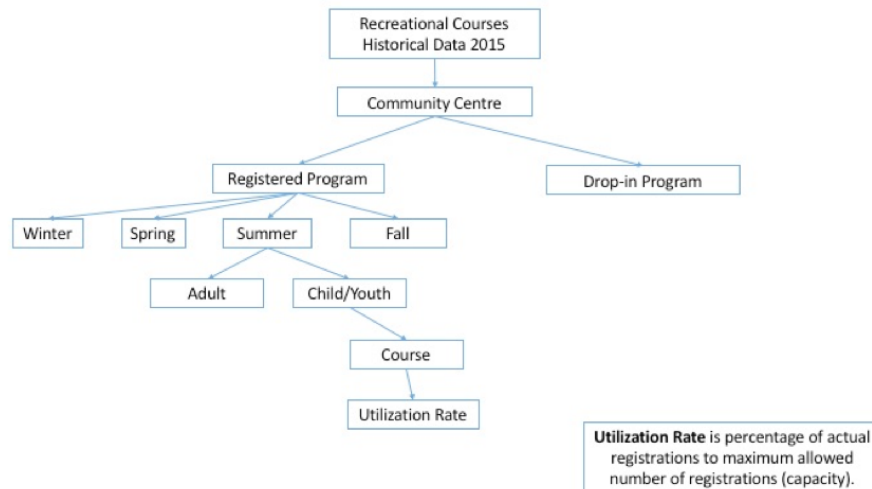 Recreational Courses
Historical Data 2015
Community Centre
Registered Program
Drop-in Program
Winter
Spring
Summer
Fall
Adult
Child/Youth
Course
Utilization Rate
Utilization Rate is percentage of actual
registrations to maximum allowed
number of registrations (capacity).